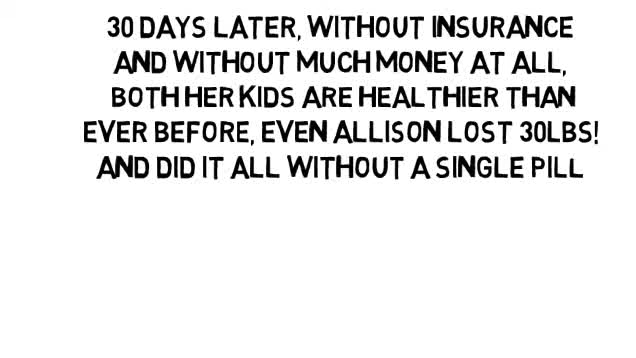 30 DAYS LATER, WITHOUT INSURANCE
AND WITHOUT MUCH MONEY AT ALL,
BOTH HER KIDS ARE HEALTHIER THAN
EVER BEFORE, EVEN ALLISON LOST 30LBS!
AND DID IT ALL WITHOUT A SINGLE PILL